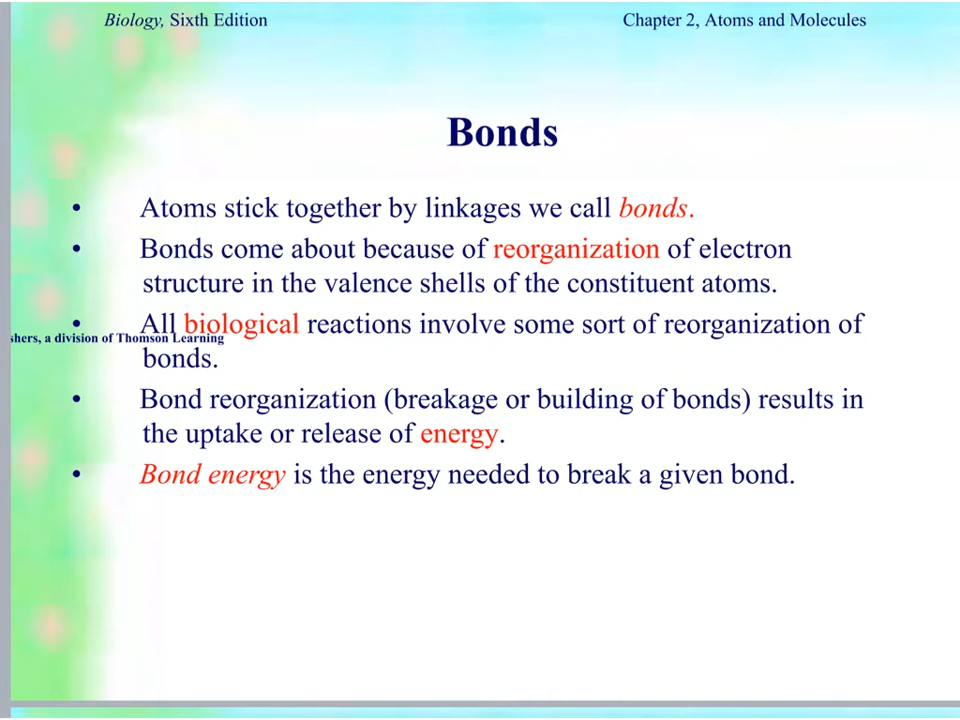 Biology, Sixth Edition
Chapter 2, Atoms and Molecules
Bonds
• Atoms stick together by linkages we call bonds.
• Bonds come about because of reorganization of electron
structure in the valence shells of the constituent atoms.
• All biological reactions involve some sort of reorganization of
shers, a division of Thomson Learning
bonds.
• Bond reorganization (breakage or building of bonds) results in
the uptake or release of energy.
• Bond energy is the energy needed to break a given bond.